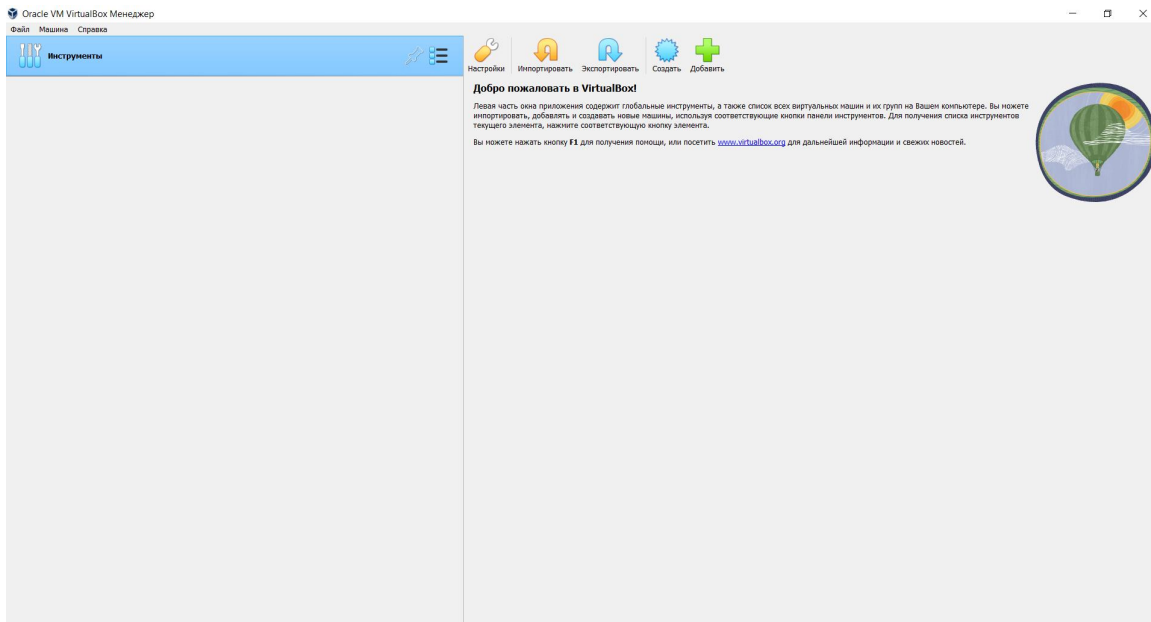 Oracle VM VirtualBox Менеджер
Файл Машина Справка
Инструменты
Настройки Импортировать Экспортировать Создать Добавить
Добро пожаловать в VirtualBox!
Левая часть окна приложения содержит глобальные инструменты, а также список всех виртуальных машин и их групп на Вашем компьютере. Вы можете
импортировать, добавлять и создавать новые машины, используя соответствующие кнопки панели инструментов. Для получения списка инструментов
текущего элемента, нажмите соответствующую кнопку элемента.
Вы можете нажать кнопку F1 для получения помощи, или посетить www.virtualbox.org для дальнейшей информации и свежих новостей.